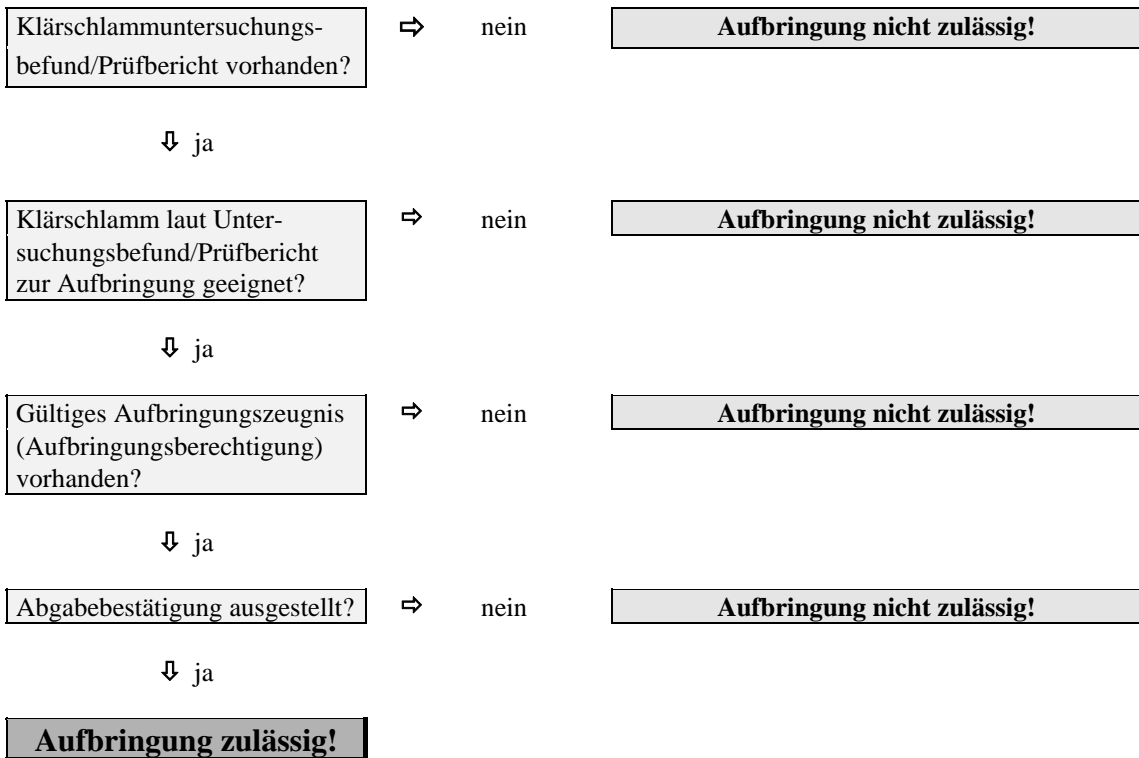 Klärschlammuntersuchungs- ⇨ nein Aufbringung nicht zulässig!
befund/Prüfbericht vorhanden?
⇩ ja
Klärschlamm laut Unter- ⇨ nein Aufbringung nicht zulässig!
suchungsbefund/Prüfbericht
zur Aufbringung geeignet?
⇩ ja
Gültiges Aufbringungszeugnis ⇨ nein Aufbringung nicht zulässig!
(Aufbringungsberechtigung)
vorhanden?
⇩ ja
Abgabebestätigung ausgestellt? ⇨ nein Aufbringung nicht zulässig!
⇩ ja
Aufbringung zulässig!